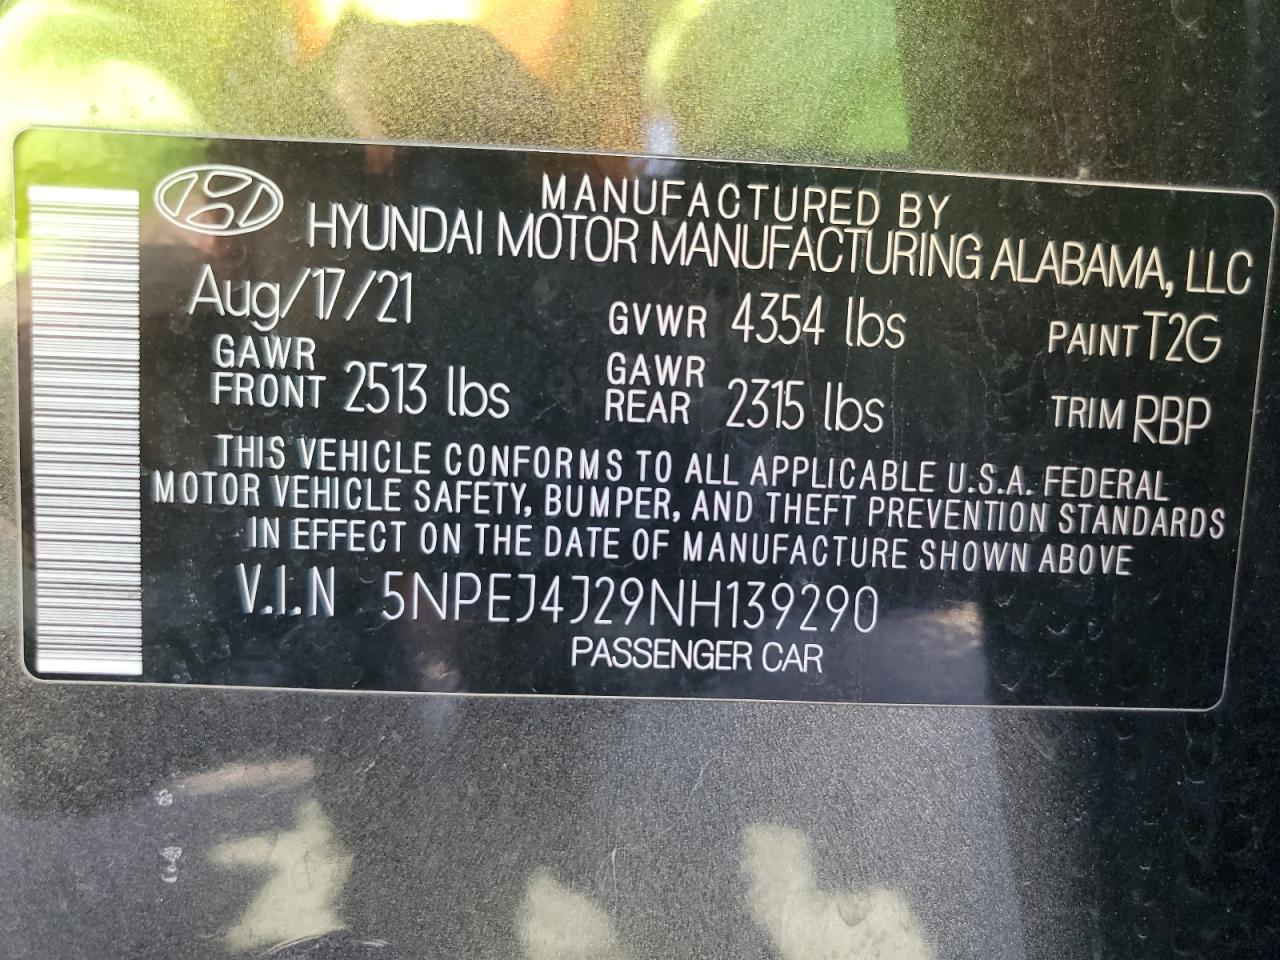 MANUFACTURED BY
HYUNDAI MOTOR MANUFACTURING ALABAMA, LLC
Aug/17/21 GVWR 4354 lbs PAINT T2G
GAWR FRONT 2513 lbs GAWR REAR 2315 lbs TRIM RBP
THIS VEHICLE CONFORMS TO ALL APPLICABLE U.S.A. FEDERAL
MOTOR VEHICLE SAFETY, BUMPER, AND THEFT PREVENTION STANDARDS
IN EFFECT ON THE DATE OF MANUFACTURE SHOWN ABOVE
V.I.N 5NPEJ4J29NH139290
PASSENGER CAR